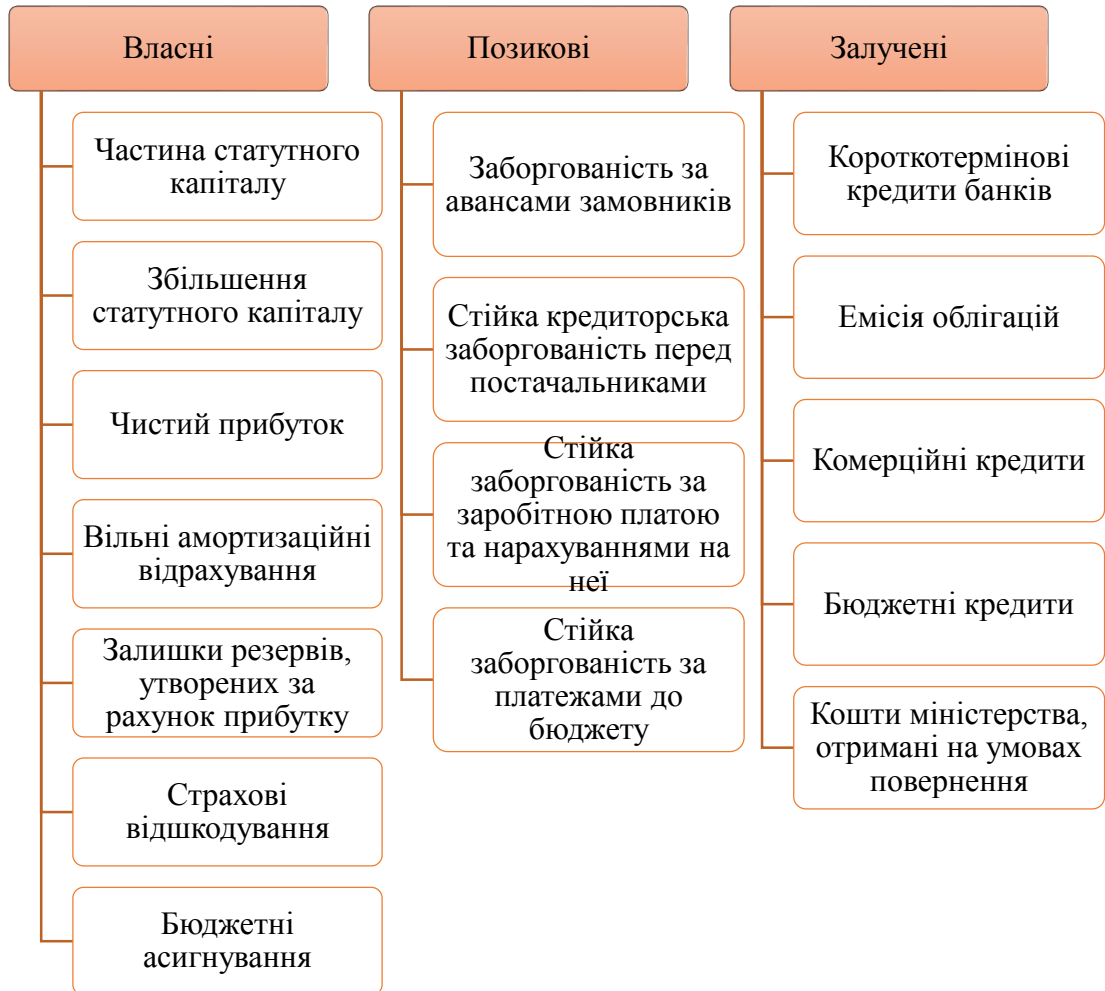 Власні
Частина статутного
капіталу
Збільшення
статутного капіталу
Чистий прибуток
Вільні амортизаційні
відрахування
Залишки резервів,
утворених за
рахунок прибутку
Страхові
відшкодування
Бюджетні
асигнування
Позикові
Заборгованість за
авансами замовників
Стійка кредиторська
заборгованість перед
постачальниками
Стійка
заборгованість за
заробітною платою
та нарахуваннями на
неї
Стійка
заборгованість за
платежами до
бюджету
Залучені
Короткотермінові
кредити банків
Емісія облігацій
Комерційні кредити
Бюджетні кредити
Кошти міністерства,
отримані на умовах
повернення